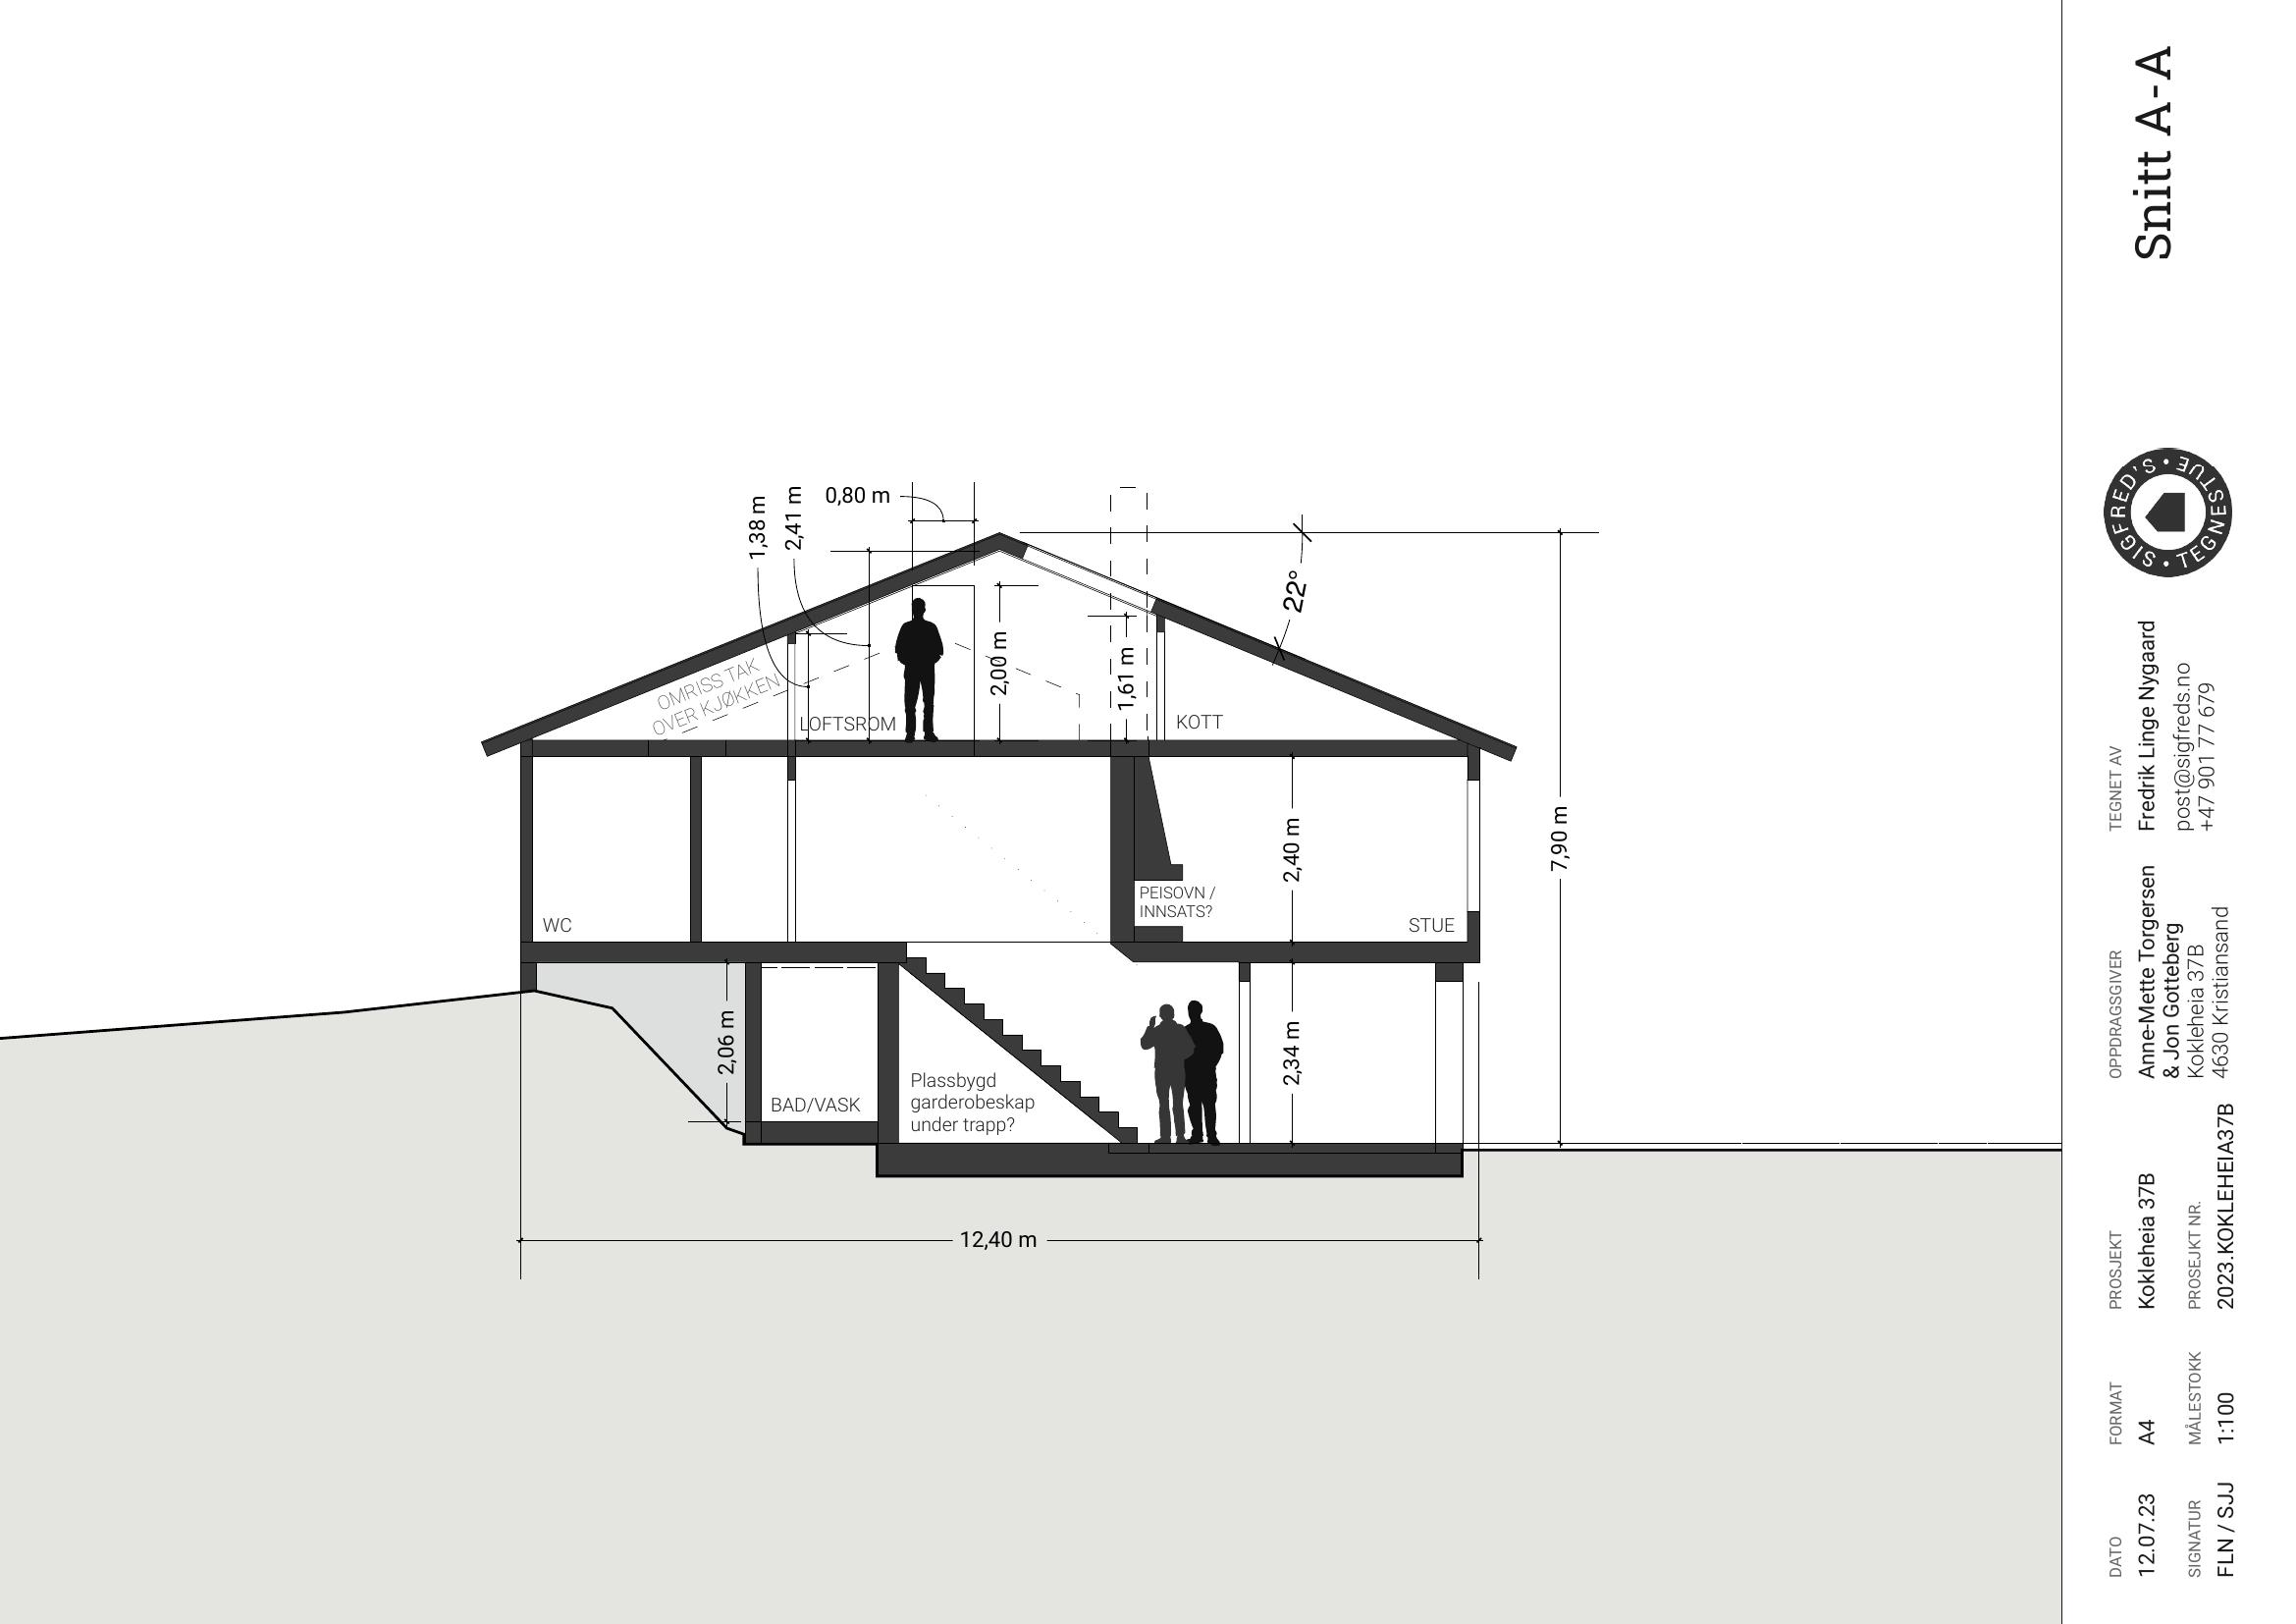 1,38 m
2,41 m
0,80 m
22°
OMRISS TAK
OVER KJØKKEN
LOFTSROM
2,00 m
1,61 m
KOTT
7,90 m
WC
PEISOVN /
INNSATS?
2,40 m
STUE
2,06 m
BAD/VASK
Plassbygd
garderobeskap
under trapp?
2,34 m
12,40 m
Snitt A-A
SIGFRED'S • TEGNESTUE •
TEGNET AV
Fredrik Linge Nygaard
post@sigfreds.no
+47 901 77 679
OPPDRAGSGIVER
Anne-Mette Torgersen
& Jon Gotteberg
Kokleheia 37B
4630 Kristiansand
PROSJEKT
Kokleheia 37B
PROSEJKT NR.
2023.KOKLEHEIA37B
FORMAT
A4
MÅLESTOKK
1:100
DATO
12.07.23
SIGNATUR
FLN / SJJ